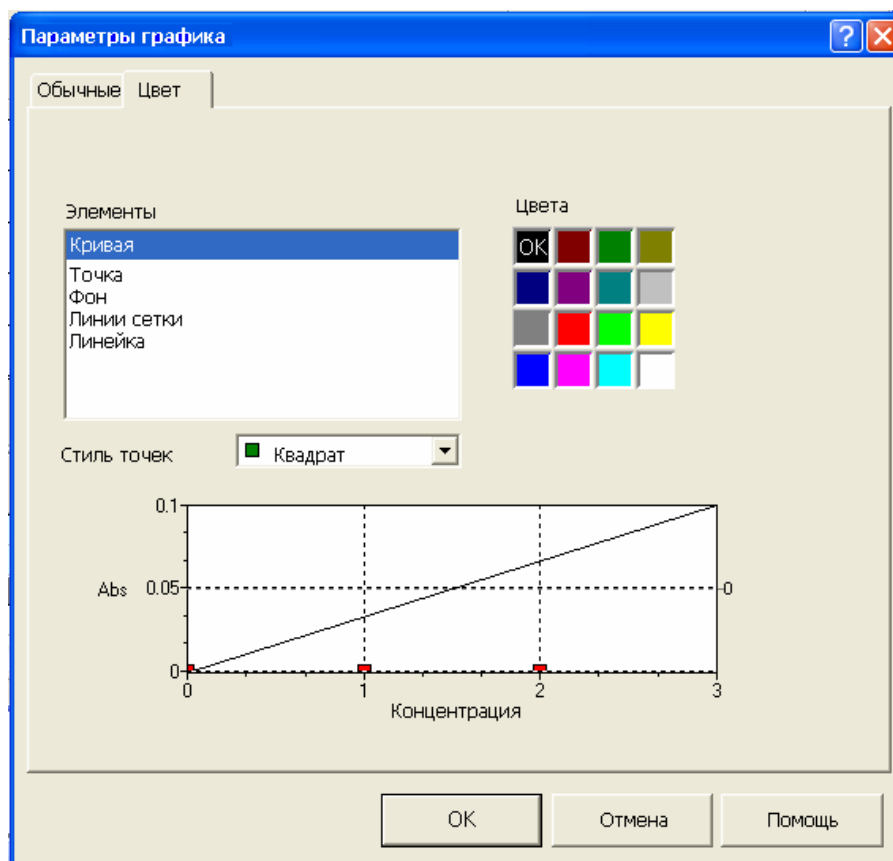 Параметры графика
Обычные Цвет
Элементы
Цвета
Кривая
OK
Точка
Фон
Линии сетки
Линейка
Стиль точек
Квадрат
0.1
Abs 0.05 0
0
0 1 2 3
Концентрация
OK Отмена Помощь